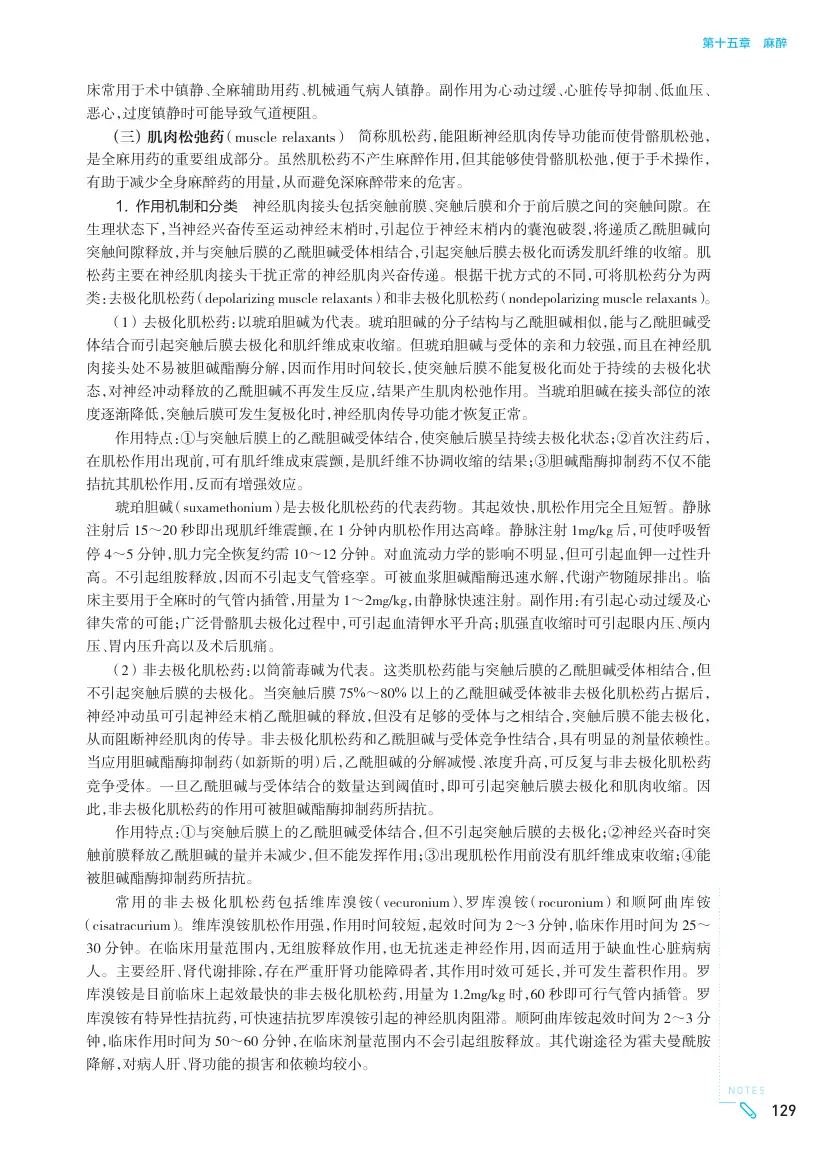 第十五章 麻醉
床常用于术中镇静、全麻辅助用药、机械通气病人镇静。副作用为心动过缓、心脏传导抑制、低血压、
恶心,过度镇静时可能导致气道梗阻。
(三) 肌肉松弛药(muscle relaxants) 简称肌松药,能阻断神经肌肉传导功能而使骨骼肌松弛,
是全麻用药的重要组成部分。虽然肌松药不产生麻醉作用,但其能够使骨骼肌松弛,便于手术操作,
有助于减少全身麻醉药的用量,从而避免深麻醉带来的危害。
1. 作用机制和分类 神经肌肉接头包括突触前膜、突触后膜和介于前后膜之间的突触间隙。在
生理状态下,当神经兴奋传至运动神经末梢时,引起位于神经末梢内的囊泡破裂,将递质乙酰胆碱向
突触间隙释放,并与突触后膜的乙酰胆碱受体相结合,引起突触后膜去极化而诱发肌纤维的收缩。肌
松药主要在神经肌肉接头干扰正常的神经肌肉兴奋传递。根据干扰方式的不同,可将肌松药分为两
类:去极化肌松药(depolarizing muscle relaxants)和非去极化肌松药(nondepolarizing muscle relaxants)。
(1)去极化肌松药:以琥珀胆碱为代表。琥珀胆碱的分子结构与乙酰胆碱相似,能与乙酰胆碱受
体结合而引起突触后膜去极化和肌纤维成束收缩。但琥珀胆碱与受体的亲和力较强,而且在神经肌
肉接头处不易被胆碱酯酶分解,因而作用时间较长,使突触后膜不能复极化而处于持续的去极化状
态,对神经冲动释放的乙酰胆碱不再发生反应,结果产生肌肉松弛作用。当琥珀胆碱在接头部位的浓
度逐渐降低,突触后膜可发生复极化时,神经肌肉传导功能才恢复正常。
作用特点:①与突触后膜上的乙酰胆碱受体结合,使突触后膜呈持续去极化状态;②首次注药后,
在肌松作用出现前,可有肌纤维成束震颤,是肌纤维不协调收缩的结果;③胆碱酯酶抑制药不仅不能
拮抗其肌松作用,反而有增强效应。
琥珀胆碱(suxamethonium)是去极化肌松药的代表药物。其起效快,肌松作用完全且短暂。静脉
注射后 15～20 秒即出现肌纤维震颤,在 1 分钟内肌松作用达高峰。静脉注射 1mg/kg 后,可使呼吸暂
停 4～5 分钟,肌力完全恢复约需 10～12 分钟。对血流动力学的影响不明显,但可引起血钾一过性升
高。不引起组胺释放,因而不引起支气管痉挛。可被血浆胆碱酯酶迅速水解,代谢产物随尿排出。临
床主要用于全麻时的气管内插管,用量为 1～2mg/kg,由静脉快速注射。副作用:有引起心动过缓及心
律失常的可能;广泛骨骼肌去极化过程中,可引起血清钾水平升高;肌强直收缩时可引起眼内压、颅内
压、胃内压升高以及术后肌痛。
(2)非去极化肌松药:以筒箭毒碱为代表。这类肌松药能与突触后膜的乙酰胆碱受体相结合,但
不引起突触后膜的去极化。当突触后膜 75%～80% 以上的乙酰胆碱受体被非去极化肌松药占据后,
神经冲动虽可引起神经末梢乙酰胆碱的释放,但没有足够的受体与之相结合,突触后膜不能去极化,
从而阻断神经肌肉的传导。非去极化肌松药和乙酰胆碱与受体竞争性结合,具有明显的剂量依赖性。
当应用胆碱酯酶抑制药(如新斯的明)后,乙酰胆碱的分解减慢、浓度升高,可反复与非去极化肌松药
竞争受体。一旦乙酰胆碱与受体结合的数量达到阈值时,即可引起突触后膜去极化和肌肉收缩。因
此,非去极化肌松药的作用可被胆碱酯酶抑制药所拮抗。
作用特点:①与突触后膜上的乙酰胆碱受体结合,但不引起突触后膜的去极化;②神经兴奋时突
触前膜释放乙酰胆碱的量并未减少,但不能发挥作用;③出现肌松作用前没有肌纤维成束收缩;④能
被胆碱酯酶抑制药所拮抗。
常用的非去极化肌松药包括维库溴铵(vecuronium)、罗库溴铵(rocuronium)和顺阿曲库铵
(cisatracurium)。维库溴铵肌松作用强,作用时间较短,起效时间为 2～3 分钟,临床作用时间为 25～
30 分钟。在临床用量范围内,无组胺释放作用,也无抗迷走神经作用,因而适用于缺血性心脏病病
人。主要经肝、肾代谢排除,存在严重肝肾功能障碍者,其作用时效可延长,并可发生蓄积作用。罗
库溴铵是目前临床上起效最快的非去极化肌松药,用量为 1.2mg/kg 时,60 秒即可行气管内插管。罗
库溴铵有特异性拮抗药,可快速拮抗罗库溴铵引起的神经肌肉阻滞。顺阿曲库铵起效时间为 2～3 分
钟,临床作用时间为 50～60 分钟,在临床剂量范围内不会引起组胺释放。其代谢途径为霍夫曼酰胺
降解,对病人肝、肾功能的损害和依赖均较小。
NOTES
129